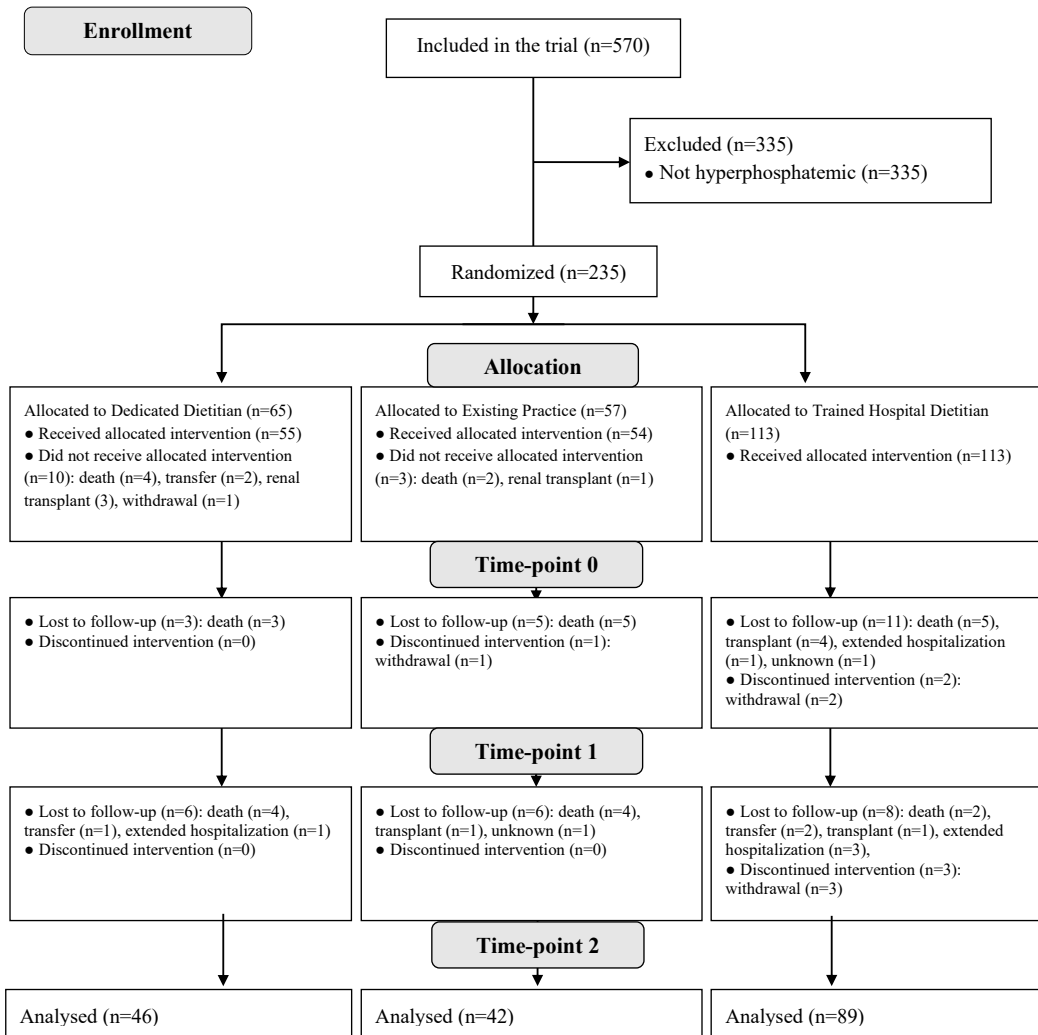 Enrollment
Included in the trial (n=570)
Excluded (n=335)
● Not hyperphosphatemic (n=335)
Randomized (n=235)
Allocation
Allocated to Dedicated Dietitian (n=65)
● Received allocated intervention (n=55)
● Did not receive allocated intervention
(n=10): death (n=4), transfer (n=2), renal
transplant (3), withdrawal (n=1)
Allocated to Existing Practice (n=57)
● Received allocated intervention (n=54)
● Did not receive allocated intervention
(n=3): death (n=2), renal transplant (n=1)
Allocated to Trained Hospital Dietitian
(n=113)
● Received allocated intervention (n=113)
Time-point 0
● Lost to follow-up (n=3): death (n=3)
● Discontinued intervention (n=0)
● Lost to follow-up (n=5): death (n=5)
● Discontinued intervention (n=1):
withdrawal (n=1)
● Lost to follow-up (n=11): death (n=5),
transplant (n=4), extended hospitalization
(n=1), unknown (n=1)
● Discontinued intervention (n=2):
withdrawal (n=2)
Time-point 1
● Lost to follow-up (n=6): death (n=4),
transfer (n=1), extended hospitalization (n=1)
● Discontinued intervention (n=0)
● Lost to follow-up (n=6): death (n=4),
transplant (n=1), unknown (n=1)
● Discontinued intervention (n=0)
● Lost to follow-up (n=8): death (n=2),
transfer (n=2), transplant (n=1), extended
hospitalization (n=3),
● Discontinued intervention (n=3):
withdrawal (n=3)
Time-point 2
Analysed (n=46)
Analysed (n=42)
Analysed (n=89)